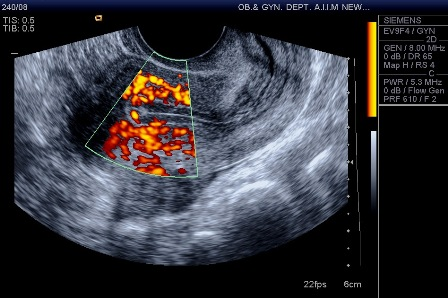 240/08
OB.& GYN. DEPT. A.I.I.M NEW...
TIS: 0.5
TIB: 0.5
SIEMENS
EV9F4 / GYN
2D
GEN / 8.00 MHz
0 dB / DR 65
Map H / RS 4
C
PWR / 5.3 MHz
0 dB / Flow Gen
PRF 610 / F 2
22fps
6cm